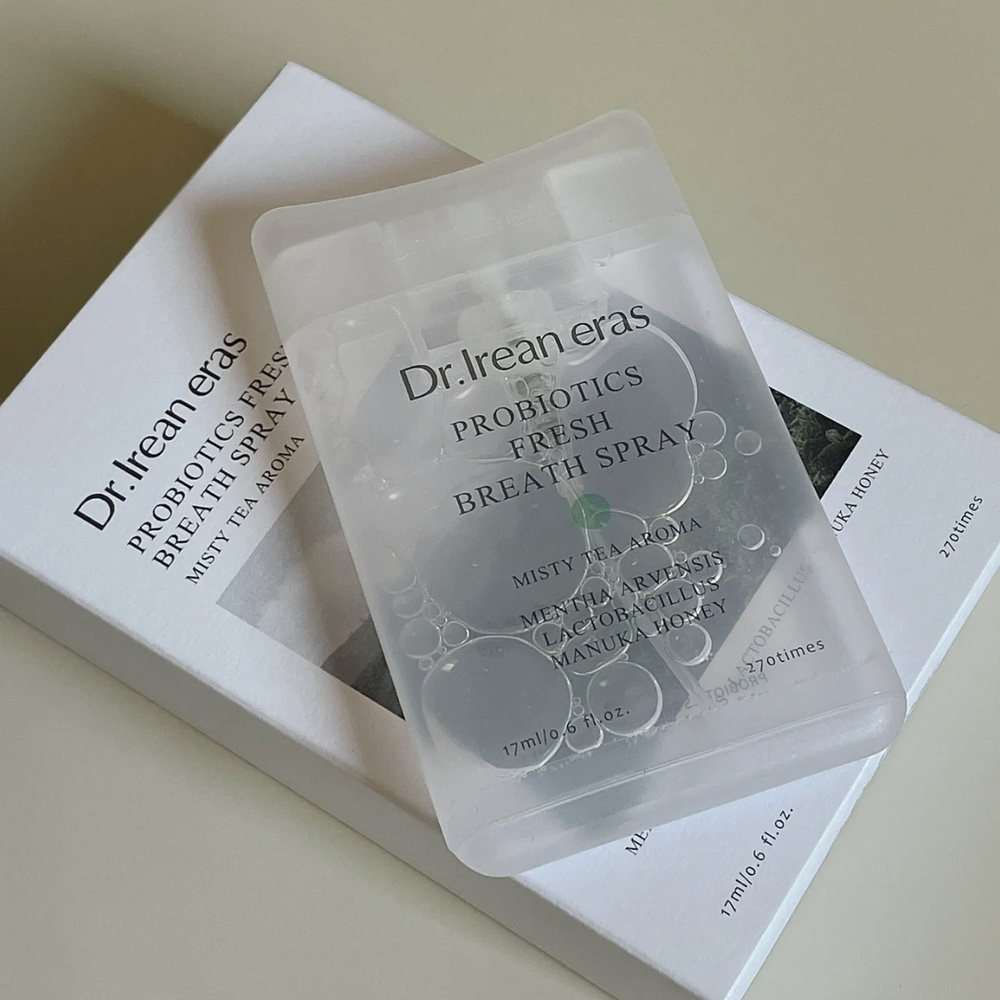 Dr.Irean eras
PROBIOTICS
FRESH
BREATH SPRAY
MISTY TEA AROMA
MENTHA ARVENSIS
LACTOBACILLUS
MANUKA HONEY
270times
17ml/0.6 fl.oz.
Dr.Irean eras
PROBIOTICS FRES
BREATH SPRAY
MISTY TEA AROMA
UKA HONEY
270times
LACTOBACILLUS
17ml/0.6 fl.oz.